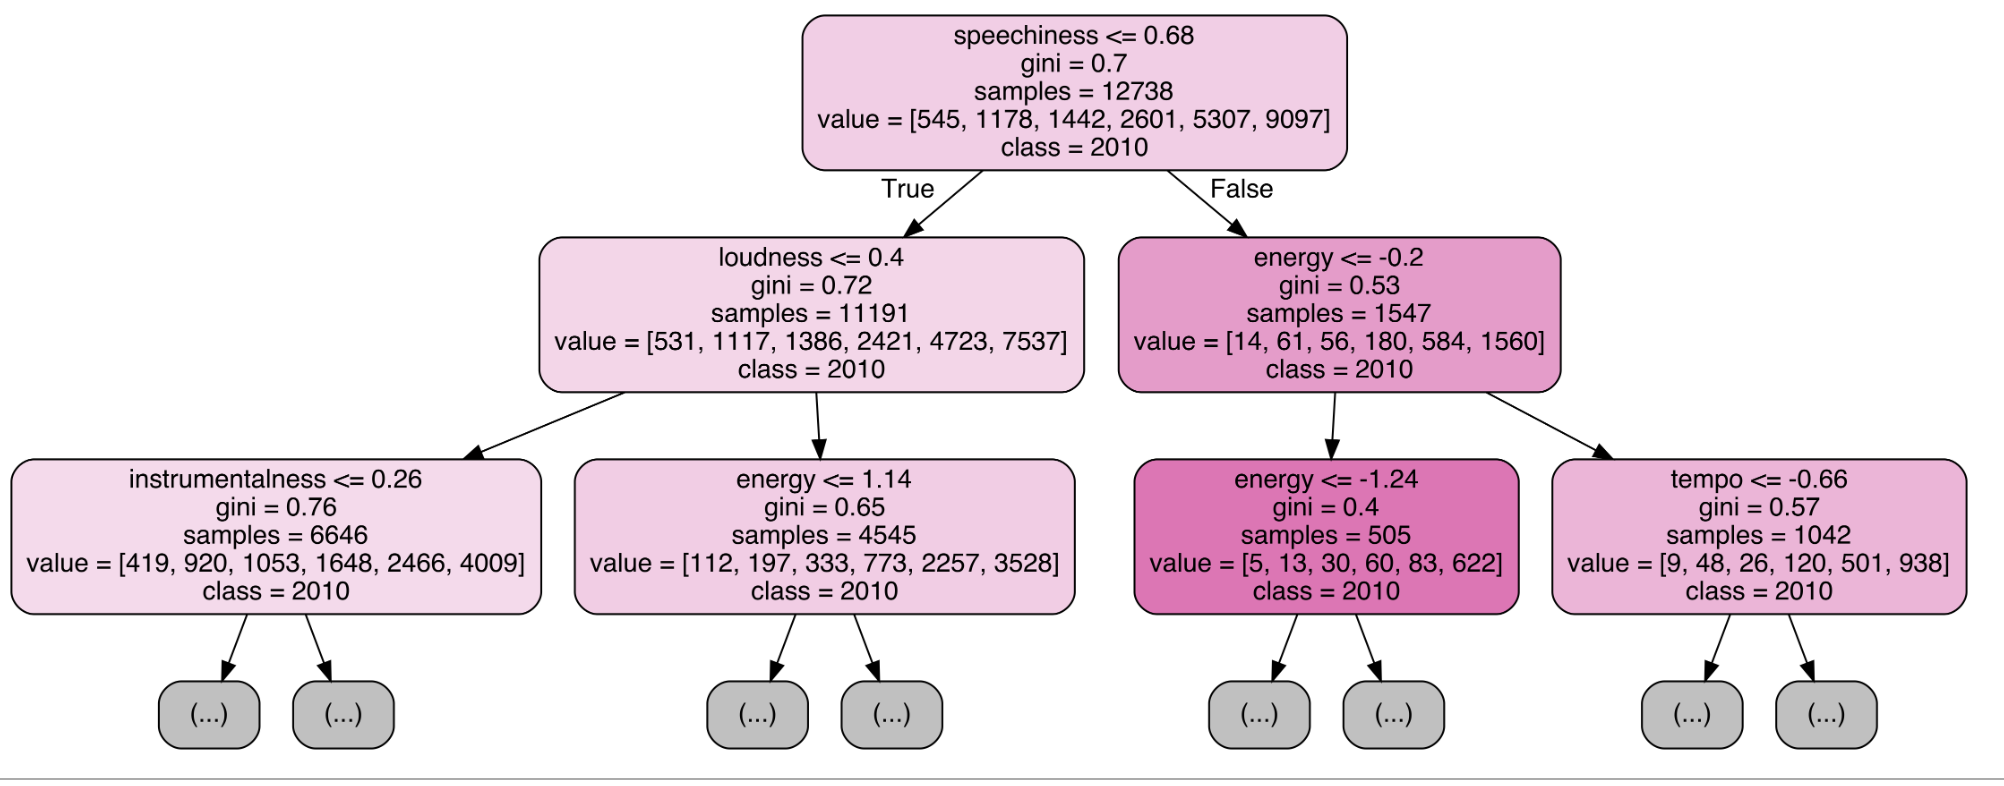 speechiness <= 0.68
gini = 0.7
samples = 12738
value = [545, 1178, 1442, 2601, 5307, 9097]
class = 2010
True
False
loudness <= 0.4
gini = 0.72
samples = 11191
value = [531, 1117, 1386, 2421, 4723, 7537]
class = 2010
energy <= -0.2
gini = 0.53
samples = 1547
value = [14, 61, 56, 180, 584, 1560]
class = 2010
instrumentalness <= 0.26
gini = 0.76
samples = 6646
value = [419, 920, 1053, 1648, 2466, 4009]
class = 2010
energy <= 1.14
gini = 0.65
samples = 4545
value = [112, 197, 333, 773, 2257, 3528]
class = 2010
energy <= -1.24
gini = 0.4
samples = 505
value = [5, 13, 30, 60, 83, 622]
class = 2010
tempo <= -0.66
gini = 0.57
samples = 1042
value = [9, 48, 26, 120, 501, 938]
class = 2010
(...)
(...)
(...)
(...)
(...)
(...)
(...)
(...)